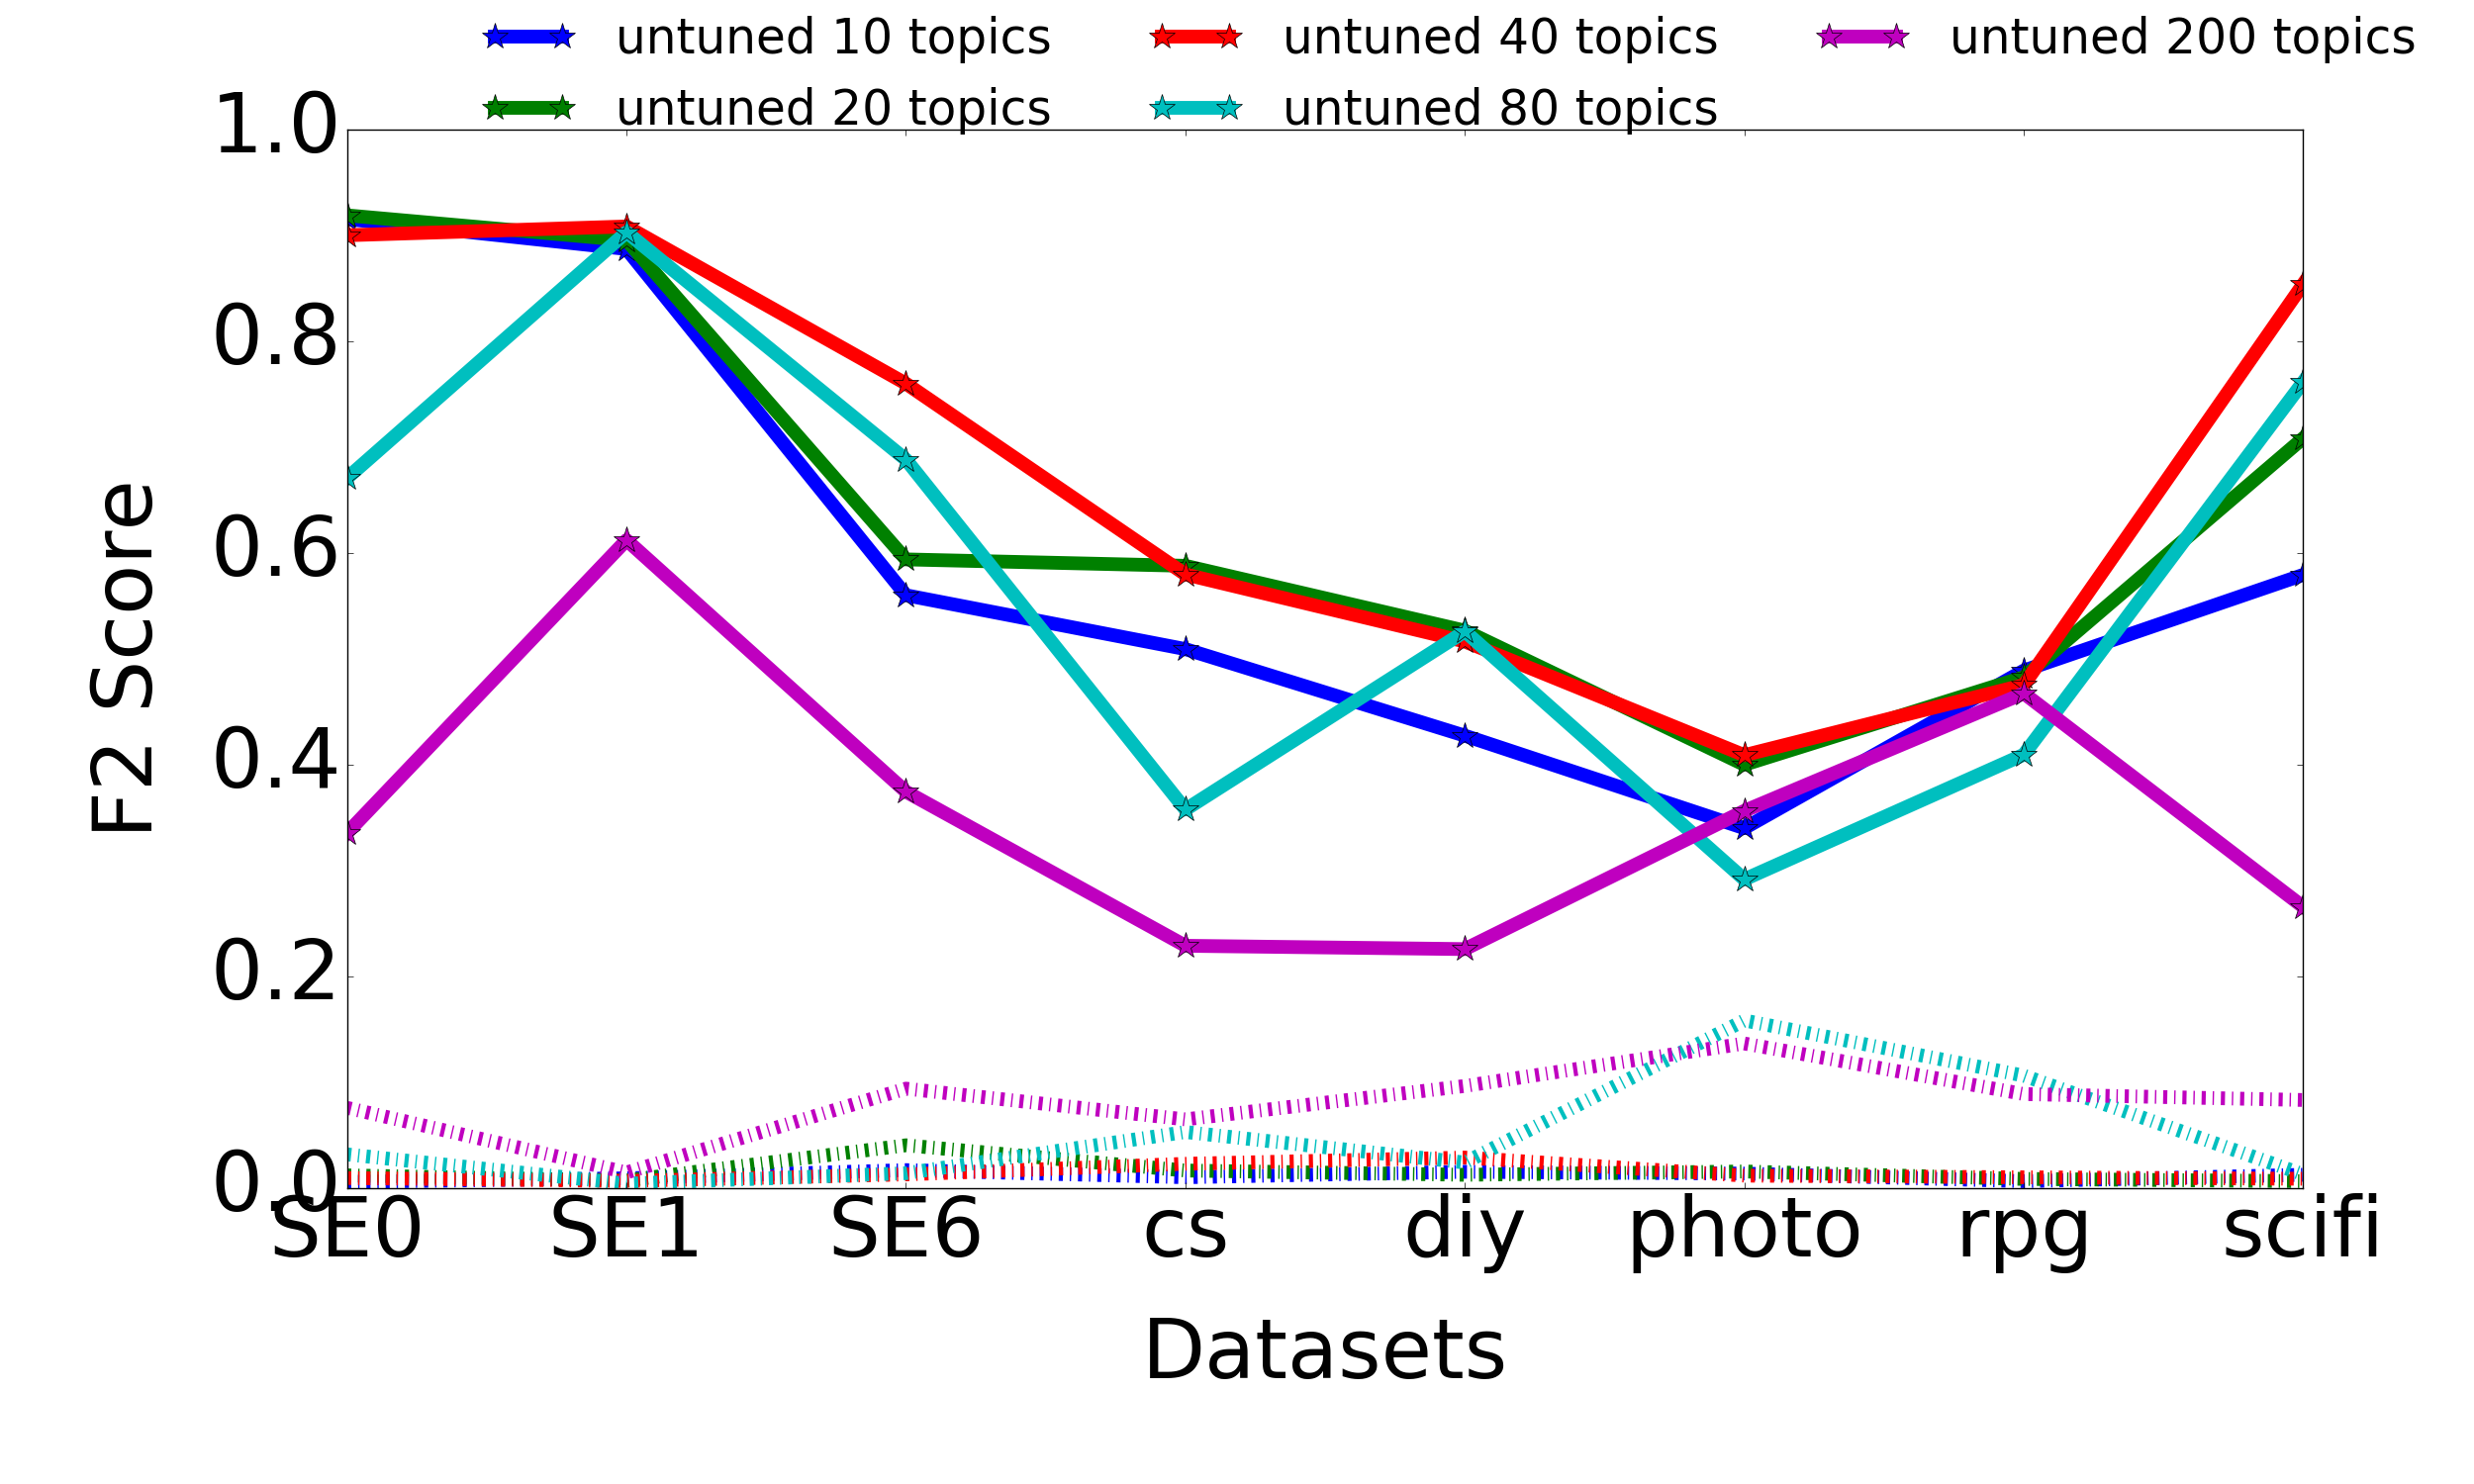 untuned 10 topics
untuned 40 topics
untuned 200 topics
untuned 20 topics
untuned 80 topics
1.0
0.8
0.6
0.4
0.2
0.0
F2 Score
SE0
SE1
SE6
cs
diy
photo
rpg
scifi
Datasets